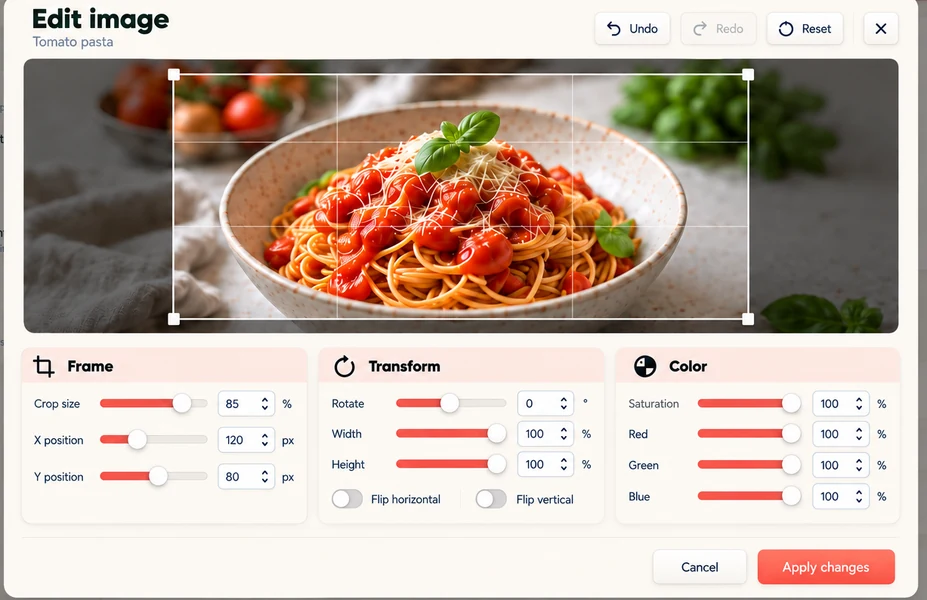 Edit image
Tomato pasta
Undo
Redo
Reset
Frame
Crop size 85 %
X position 120 px
Y position 80 px
Transform
Rotate 0 °
Width 100 %
Height 100 %
Flip horizontal Flip vertical
Color
Saturation 100 %
Red 100 %
Green 100 %
Blue 100 %
Cancel
Apply changes